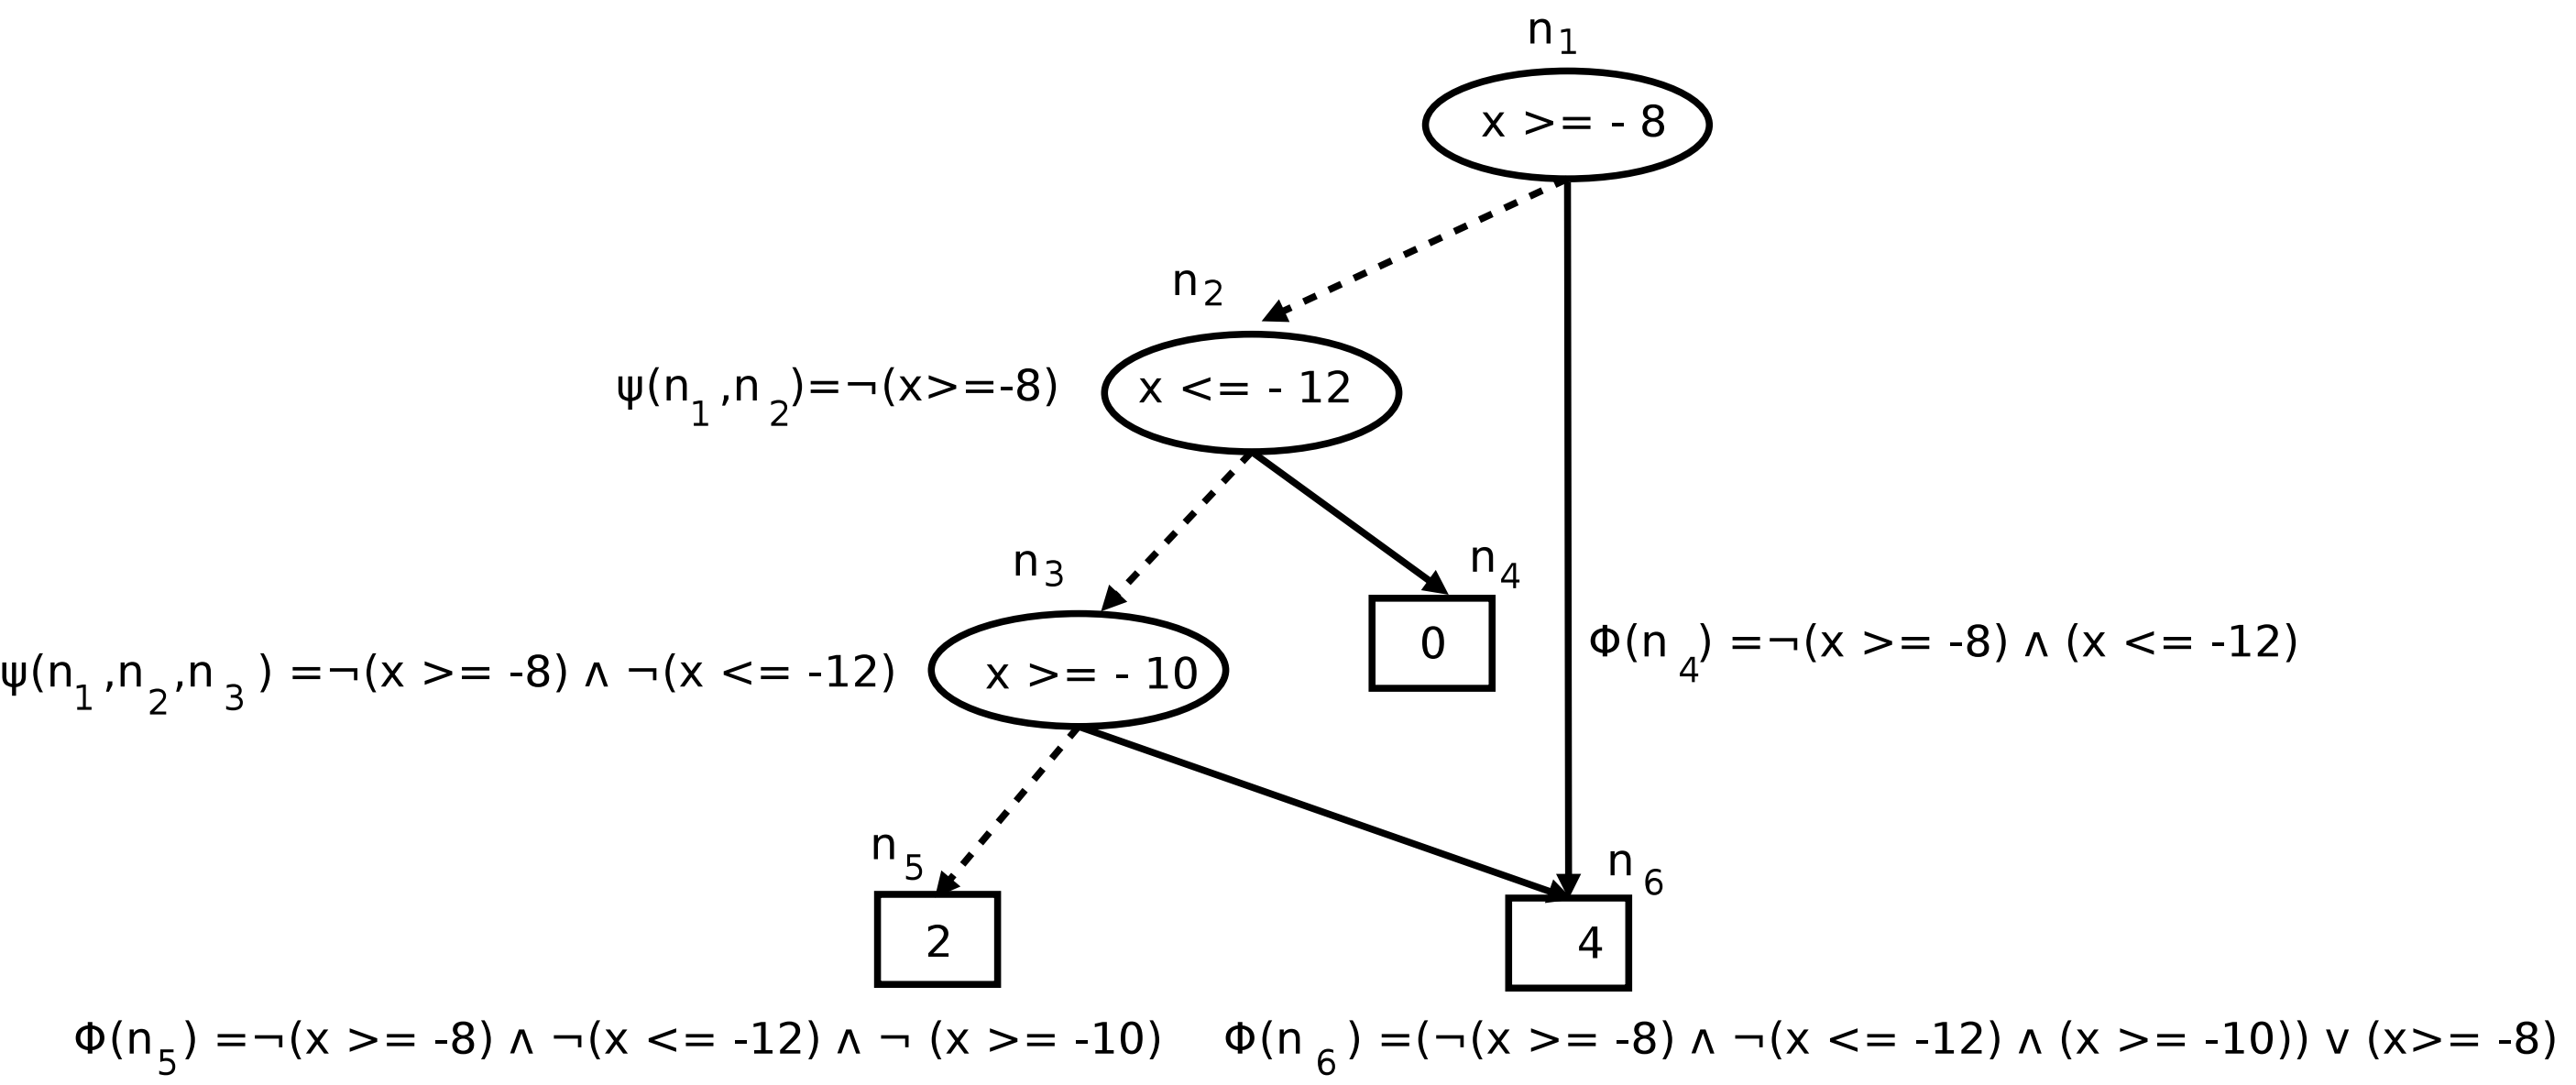 n1
x >= - 8
n2
ψ(n1,n2)=¬(x>=-8)
x <= - 12
n3
n4
ψ(n1,n2,n3) =¬(x >= -8) ∧ ¬(x <= -12)
x >= - 10
0
Φ(n4) =¬(x >= -8) ∧ (x <= -12)
n5
n6
2
4
Φ(n5) =¬(x >= -8) ∧ ¬(x <= -12) ∧ ¬ (x >= -10)
Φ(n6) =(¬(x >= -8) ∧ ¬(x <= -12) ∧ (x >= -10)) v (x>= -8)